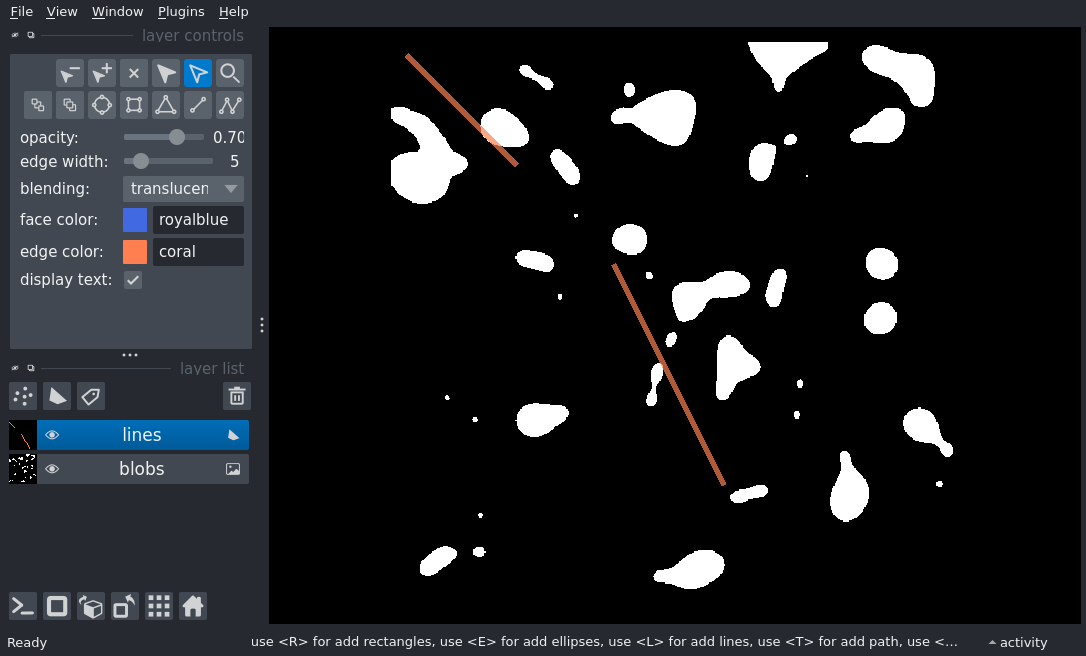 File View Window Plugins Help
layer controls
opacity: 0.70
edge width: 5
blending: translucen
face color: royalblue
edge color: coral
display text:
layer list
lines
blobs
Ready use <R> for add rectangles, use <E> for add ellipses, use <L> for add lines, use <T> for add path, use <... activity